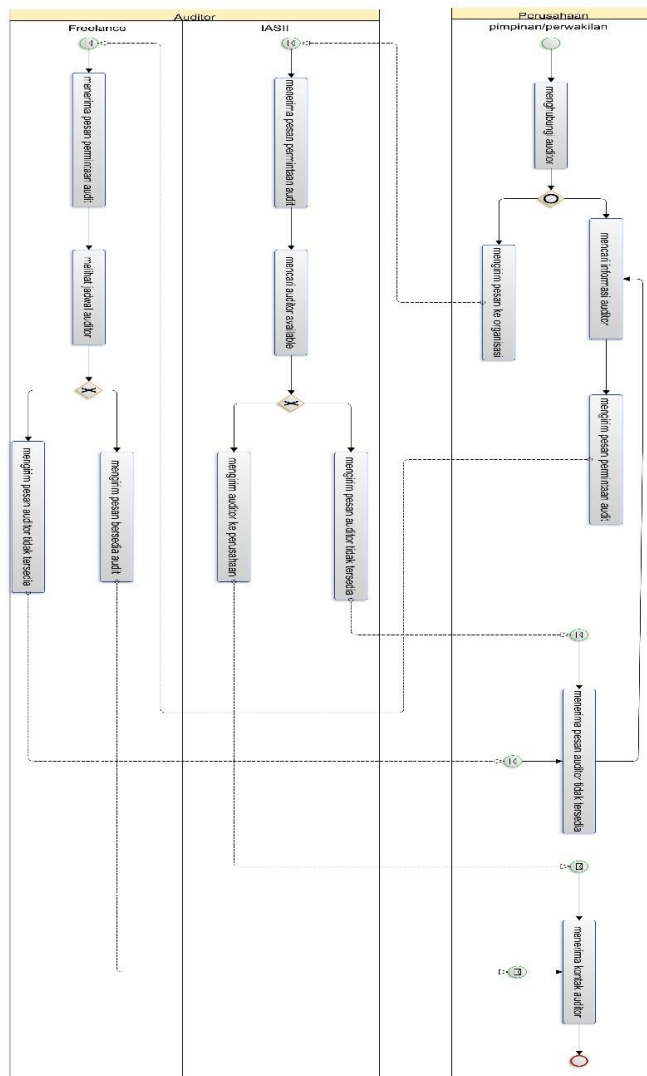 Auditor
Freelance
IASII
Perusahaan
pimpinan/perwakilan
menerima pesan permintaan audit
melihat jadwal auditor
mengirim pesan auditor tidak tersedia
mengirim pesan bersedia audit
menerima pesan permintaan audit
mencari auditor available
mengirim auditor ke perusahaan
mengirim pesan auditor tidak tersedia
menghubungi auditor
mengirim pesan ke organisasi
mencari informasi auditor
mengirim pesan permintaan audit
menerima pesan auditor tidak tersedia
menerima kontak auditor